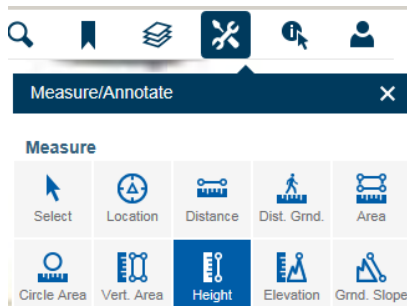 Measure/Annotate
Measure
Select Location Distance Dist. Grnd. Area
Circle Area Vert. Area Height Elevation Grnd. Slope